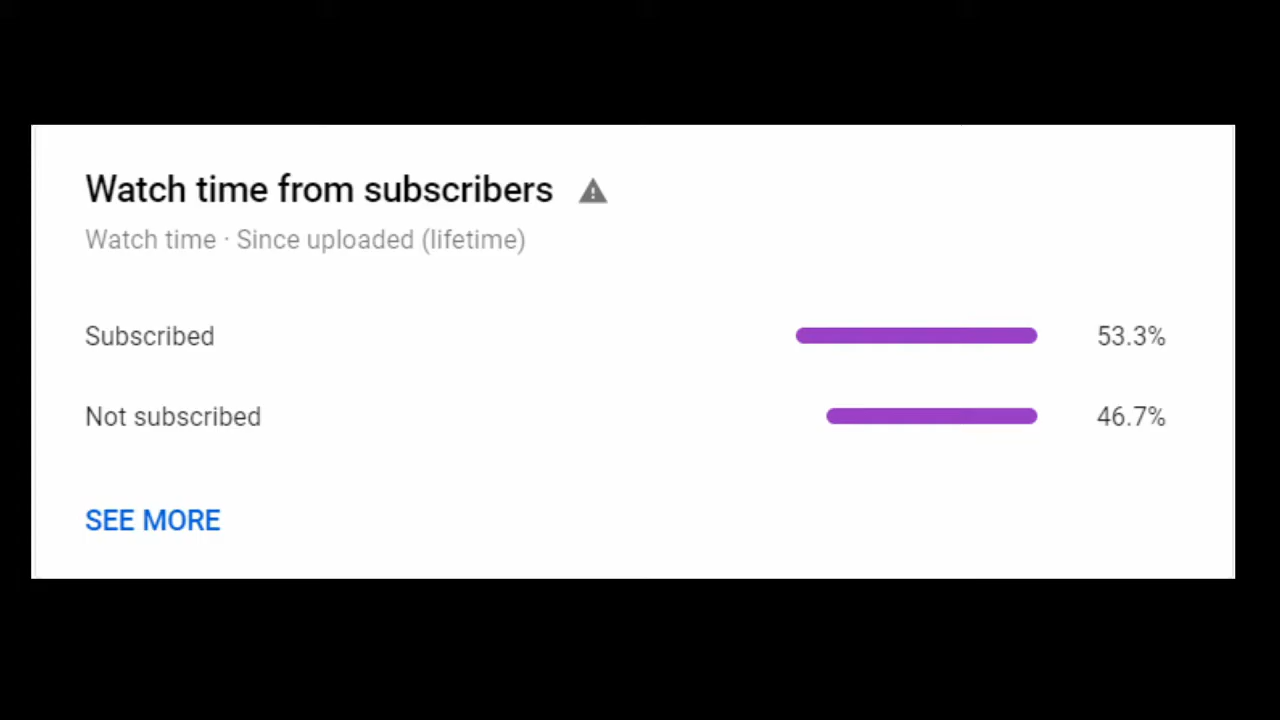 Watch time from subscribers
Watch time · Since uploaded (lifetime)
Subscribed 53.3%
Not subscribed 46.7%
SEE MORE